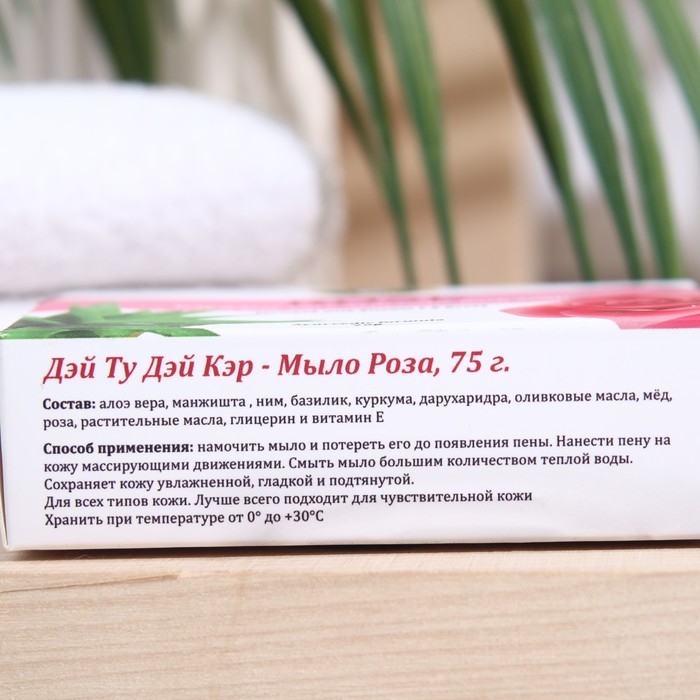 Дэй Ту Дэй Кэр - Мыло Роза, 75 г.
Состав: алоэ вера, манжишта , ним, базилик, куркума, дарухаридра, оливковые масла, мёд,
роза, растительные масла, глицерин и витамин Е
Способ применения: намочить мыло и потереть его до появления пены. Нанести пену на
кожу массирующими движениями. Смыть мыло большим количеством теплой воды.
Сохраняет кожу увлажненной, гладкой и подтянутой.
Для всех типов кожи. Лучше всего подходит для чувствительной кожи
Хранить при температуре от 0° до +30°С